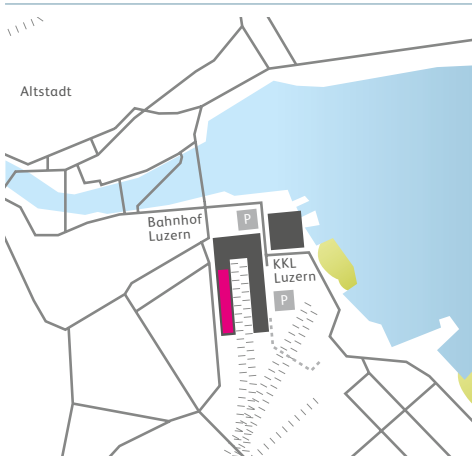 Altstadt
Bahnhof
Luzern
P
KKL
Luzern
P